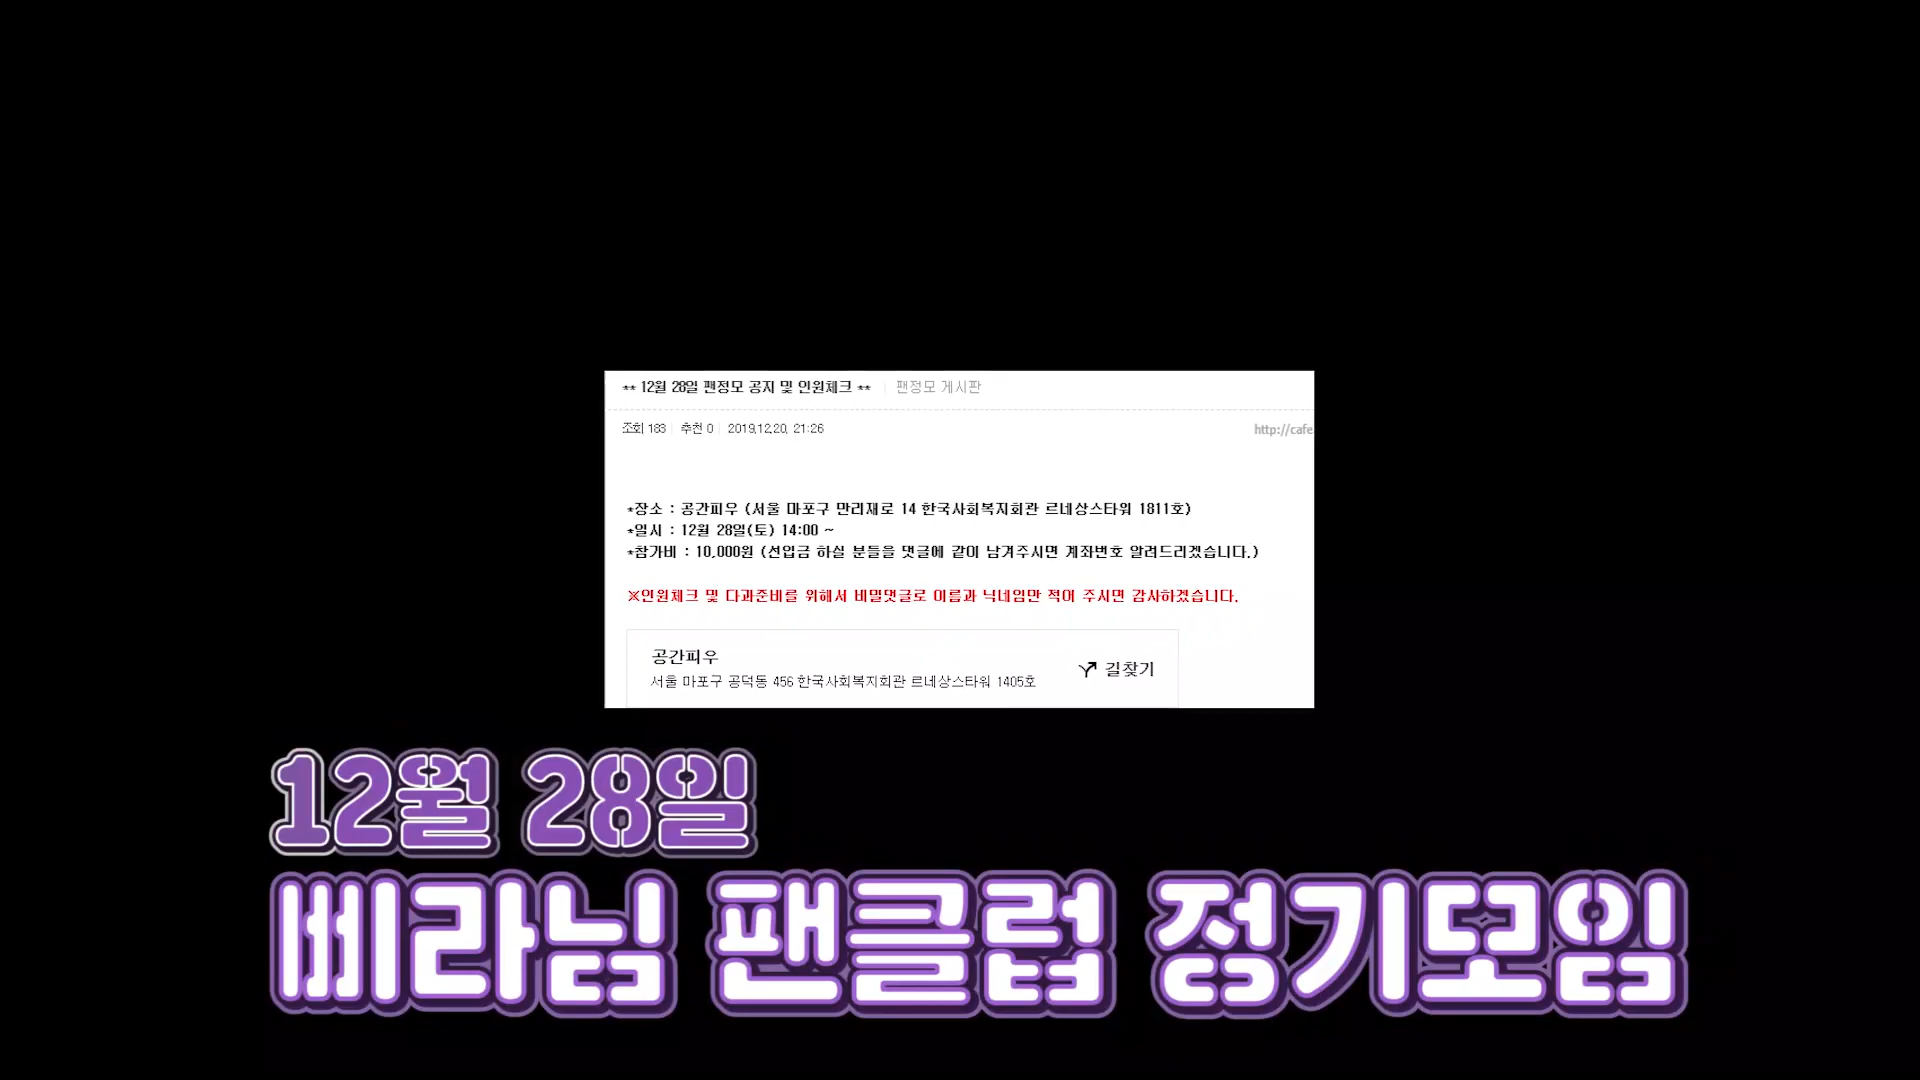 ** 12월 28일 팬정모 공지 및 인원체크 ** 팬정모 게시판
조회 183 추천 0 2019.12.20. 21:26 http://cafe
*장소 : 공간피우 (서울 마포구 만리재로 14 한국사회복지회관 르네상스타워 1811호)
*일시 : 12월 28일(토) 14:00 ~
*참가비 : 10,000원 (선입금 하실 분들을 댓글에 같이 남겨주시면 계좌번호 알려드리겠습니다.)
※인원체크 및 다과준비를 위해서 비밀댓글로 이름과 닉네임만 적어 주시면 감사하겠습니다.
공간피우
서울 마포구 공덕동 456 한국사회복지회관 르네상스타워 1405호
길찾기
12월 28일
삐라님 팬클럽 정기모임